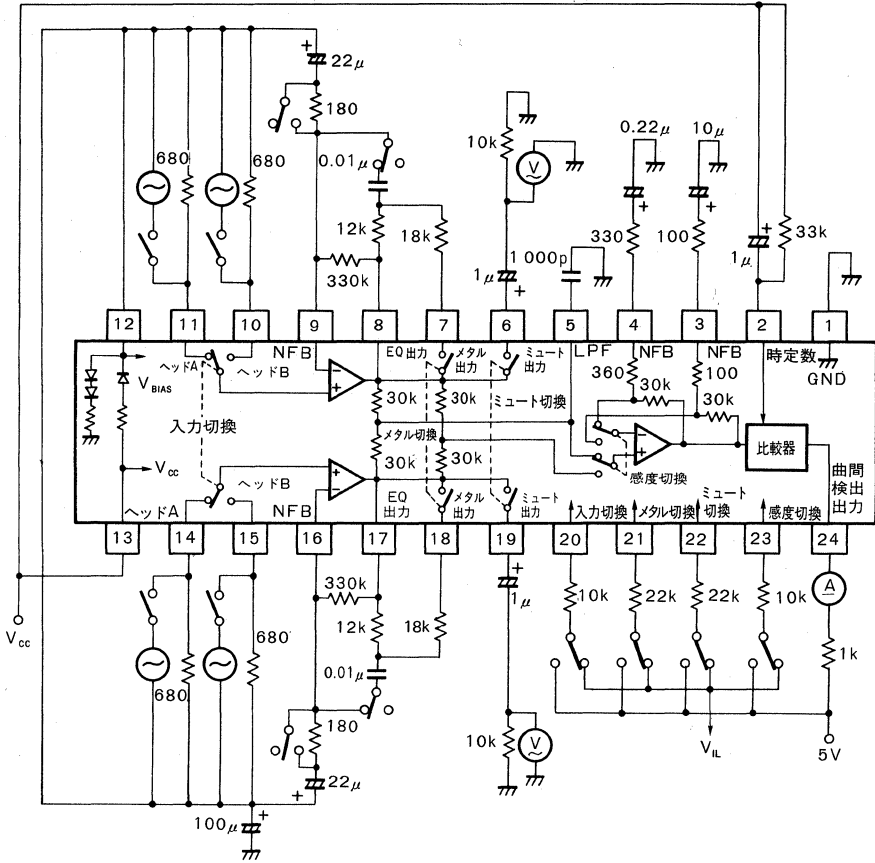 22μ
180
680
680
0.01μ
12k
18k
330k
10k
V
1μ
1000p
0.22μ
330
10μ
100
1μ
33k
12
11
10
9
8
7
6
5
4
3
2
1
NFB
EQ出力
メタル出力
ミュート出力
LPF
NFB
NFB
時定数
GND
ヘッドA
ヘッドB
VBIAS
入力切換
ミュート切換
メタル切換
30k
30k
30k
30k
360
30k
100
30k
比較器
感度切換
VCC
ヘッドB
ヘッドA
NFB
EQ出力
メタル出力
ミュート出力
入力切換
メタル切換
ミュート切換
感度切換
曲間検出出力
13
14
15
16
17
18
19
20
21
22
23
24
VCC
330k
12k
18k
0.01μ
680
680
180
22μ
100μ
1μ
10k
V
10k
22k
22k
10k
A
1k
VIL
5V